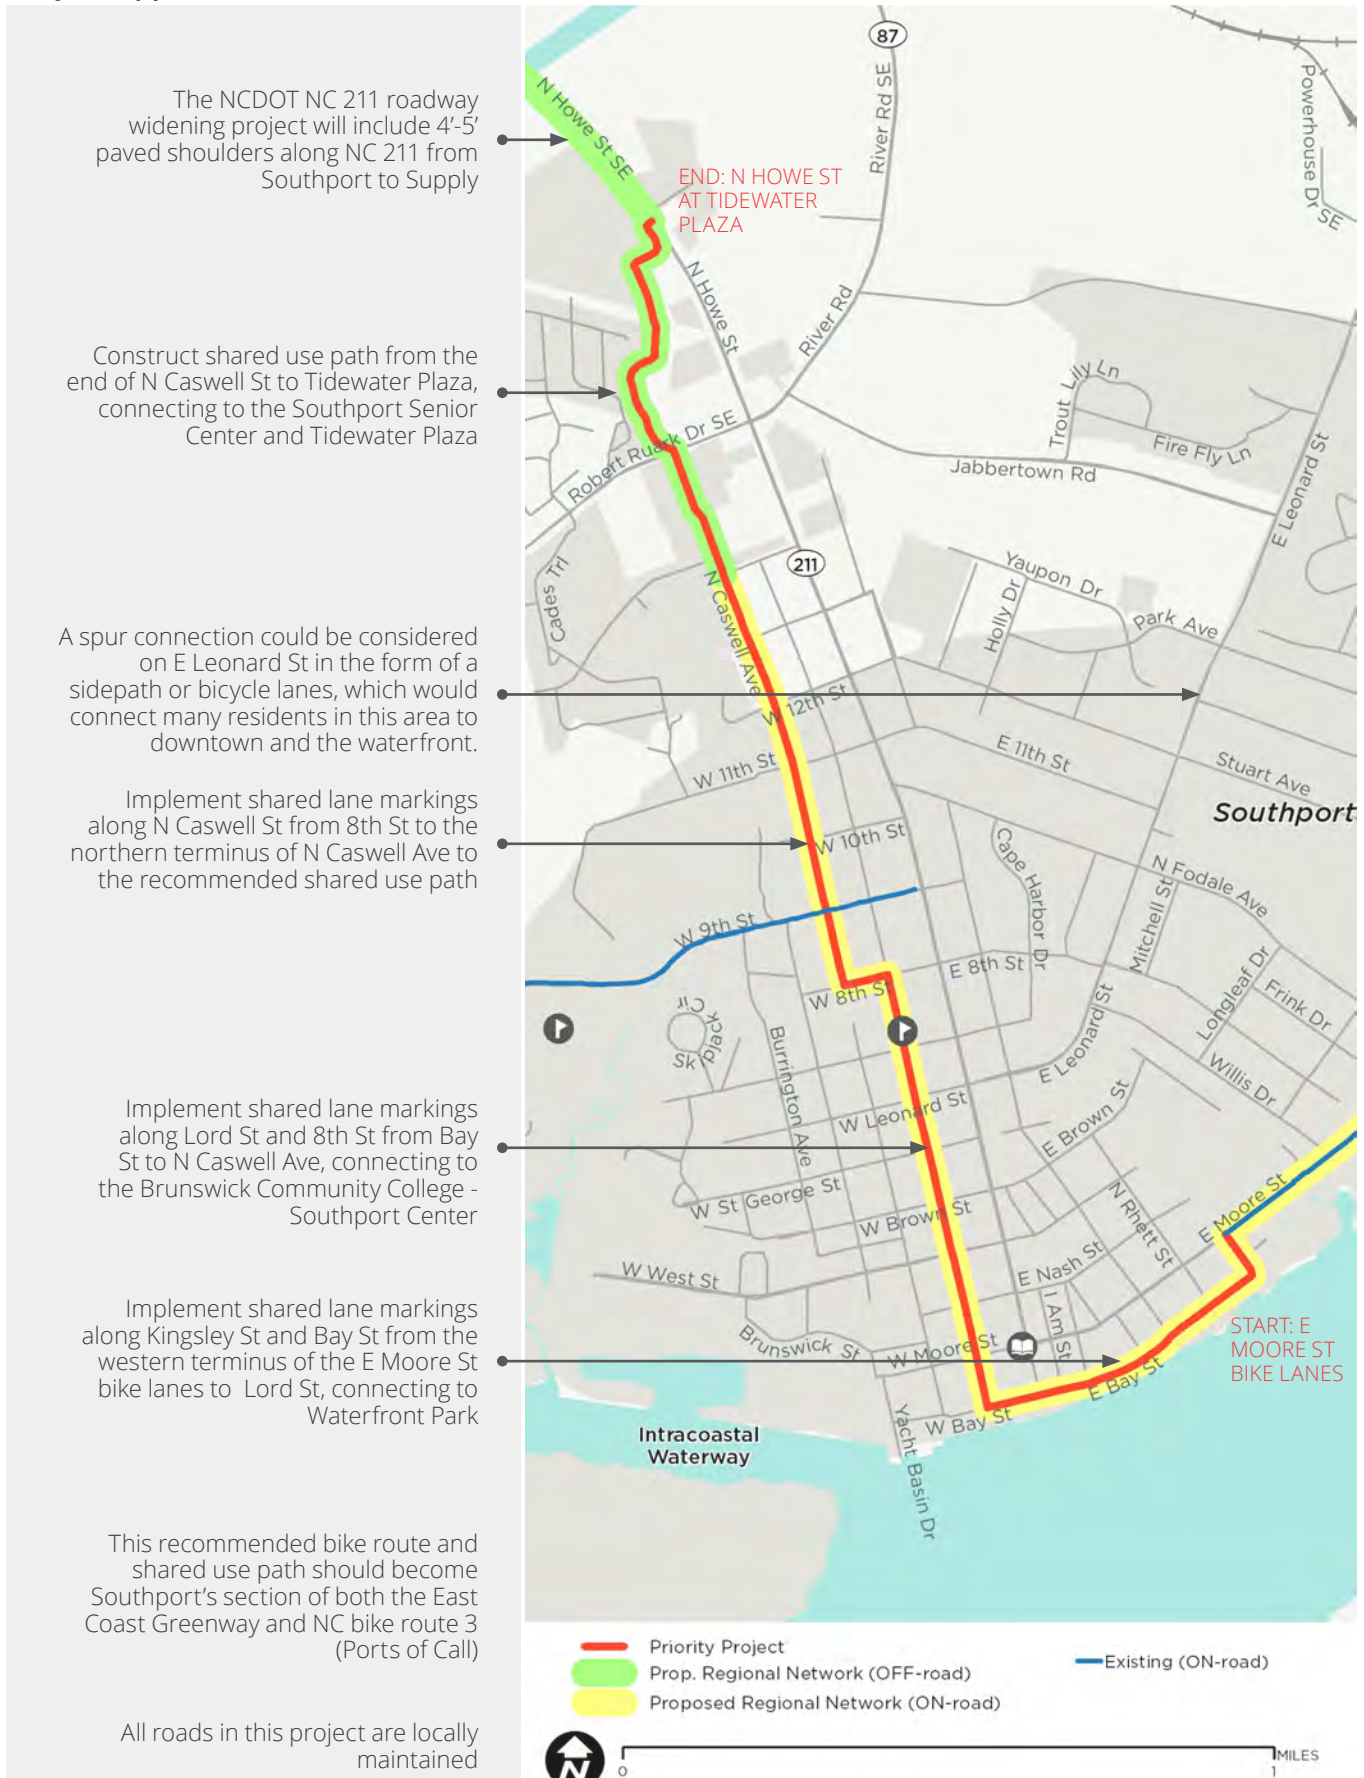 The NCDOT NC 211 roadway
widening project will include 4'-5'
paved shoulders along NC 211 from
Southport to Supply
Construct shared use path from the
end of N Caswell St to Tidewater Plaza,
connecting to the Southport Senior
Center and Tidewater Plaza
A spur connection could be considered
on E Leonard St in the form of a
sidepath or bicycle lanes, which would
connect many residents in this area to
downtown and the waterfront.
Implement shared lane markings
along N Caswell St from 8th St to the
northern terminus of N Caswell Ave to
the recommended shared use path
Implement shared lane markings
along Lord St and 8th St from Bay
St to N Caswell Ave, connecting to
the Brunswick Community College -
Southport Center
Implement shared lane markings
along Kingsley St and Bay St from the
western terminus of the E Moore St
bike lanes to Lord St, connecting to
Waterfront Park
This recommended bike route and
shared use path should become
Southport's section of both the East
Coast Greenway and NC bike route 3
(Ports of Call)
All roads in this project are locally
maintained
87
N Howe St SE
River Rd SE
Powerhouse Dr SE
END: N HOWE ST
AT TIDEWATER
PLAZA
N Howe St
River Rd
Trout Lily Ln
Fire Fly Ln
Robert Ruark Dr SE
Jabbertown Rd
E Leonard St
211
Cades Trl
N Caswell Ave
Yaupon Dr
Holly Dr
Park Ave
W 12th St
W 11th St
E 11th St
Stuart Ave
Southport
W 10th St
Cape Harbor Dr
N Fodale Ave
Mitchell St
W 9th St
E 8th St
W 8th St
Longleaf Dr
Frink Dr
Skipjack Cir
Burrington Ave
E Leonard St
Willis Dr
W Leonard St
E Brown St
W St George St
W Brown St
N Rhett St
E Moore St
W West St
E Nash St
I Am St
Brunswick St
W Moore St
START: E
MOORE ST
BIKE LANES
E Bay St
W Bay St
Yacht Basin Dr
Intracoastal
Waterway
Priority Project
Prop. Regional Network (OFF-road)
Proposed Regional Network (ON-road)
Existing (ON-road)
N
0
1
MILES